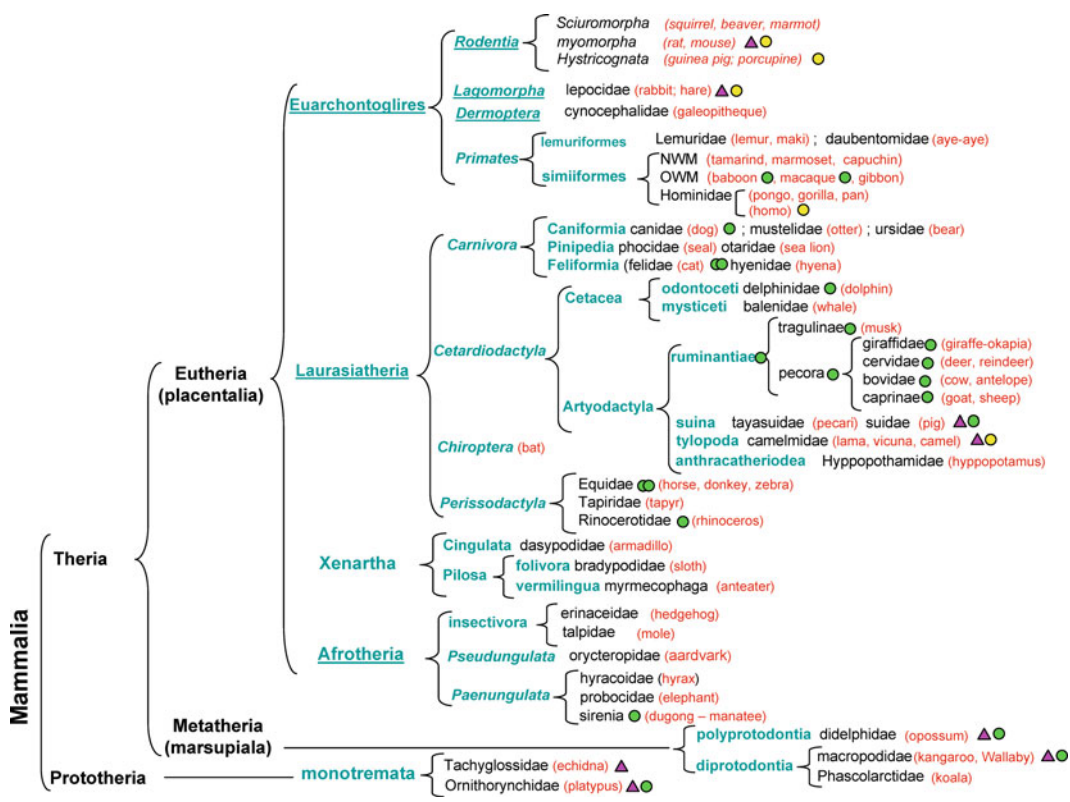 Sciuromorpha (squirrel, beaver, marmot)
Rodentia
myomorpha (rat, mouse)
Hystricognata (guinea pig; porcupine)
Lagomorpha lepocidae (rabbit; hare)
Euarchontoglires
Dermoptera cynocephalidae (galeopitheque)
lemuriformes Lemuridae (lemur, maki) ; daubentomidae (aye-aye)
Primates
NWM (tamarind, marmoset, capuchin)
simiiformes OWM (baboon , macaque , gibbon)
Hominidae (pongo, gorilla, pan)
(homo)
Caniformia canidae (dog) ; mustelidae (otter) ; ursidae (bear)
Carnivora
Pinipedia phocidae (seal) otaridae (sea lion)
Feliformia (felidae (cat) hyenidae (hyena)
odontoceti delphinidae (dolphin)
Cetacea
mysticeti balenidae (whale)
tragulinae (musk)
giraffidae (giraffe-okapia)
Cetardiodactyla
ruminantiae
cervidae (deer, reindeer)
pecora
Eutheria
(placentalia)
Laurasiatheria
bovidae (cow, antelope)
caprinae (goat, sheep)
Artyodactyla
suina tayasuidae (pecari) suidae (pig)
tylopoda camelmidae (lama, vicuna, camel)
Chiroptera (bat)
anthracatheriodea Hyppopothamidae (hyppopotamus)
Equidae (horse, donkey, zebra)
Perissodactyla
Tapiridae (tapyr)
Rinocerotidae (rhinoceros)
Cingulata dasypodidae (armadillo)
Theria
Xenartha
folivora bradypodidae (sloth)
Pilosa
vermilingua myrmecophaga (anteater)
insectivora erinaceidae (hedgehog)
talpidae (mole)
Afrotheria
Pseudungulata orycteropidae (aardvark)
hyracoidae (hyrax)
Paenungulata probocidae (elephant)
Mammalia
sirenia (dugong – manatee)
Metatheria
(marsupiala)
polyprotodontia didelphidae (opossum)
macropodidae(kangaroo, Wallaby)
diprotodontia
Phascolarctidae (koala)
Prototheria
monotremata
Tachyglossidae (echidna)
Ornithorynchidae (platypus)